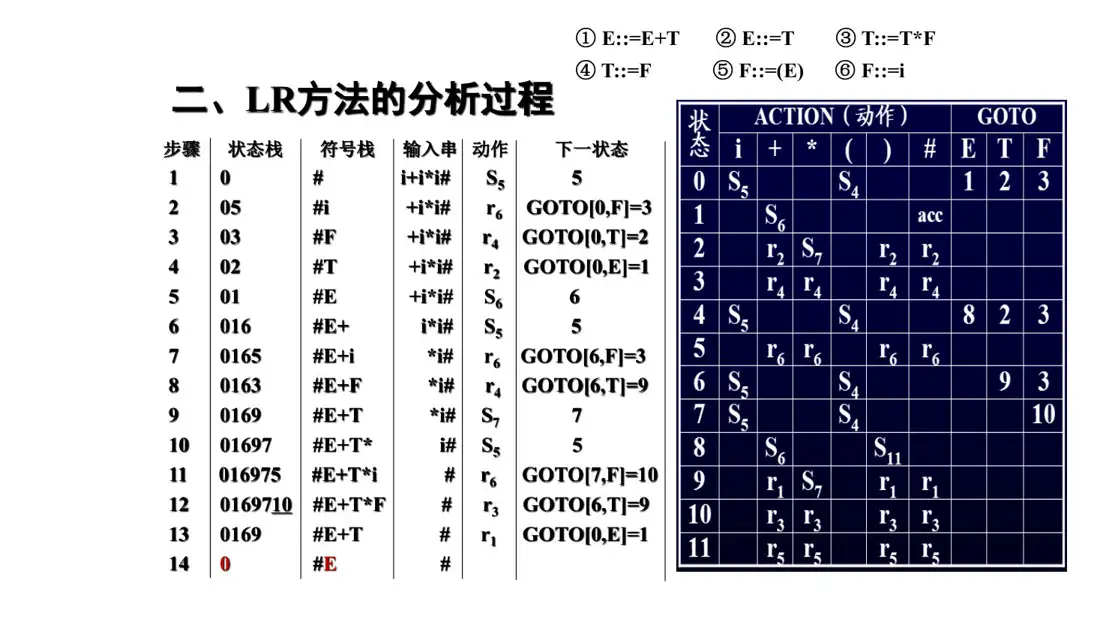 ① E::=E+T ② E::=T ③ T::=T*F
④ T::=F ⑤ F::=(E) ⑥ F::=i
二、LR方法的分析过程
步骤 状态栈 符号栈 输入串 动作 下一状态
1 0 # i+i*i# S5 5
2 05 #i +i*i# r6 GOTO[0,F]=3
3 03 #F +i*i# r4 GOTO[0,T]=2
4 02 #T +i*i# r2 GOTO[0,E]=1
5 01 #E +i*i# S6 6
6 016 #E+ i*i# S5 5
7 0165 #E+i *i# r6 GOTO[6,F]=3
8 0163 #E+F *i# r4 GOTO[6,T]=9
9 0169 #E+T *i# S7 7
10 01697 #E+T* i# S5 5
11 016975 #E+T*i # r6 GOTO[7,F]=10
12 0169710 #E+T*F # r3 GOTO[6,T]=9
13 0169 #E+T # r1 GOTO[0,E]=1
14 0 #E #
状态 ACTION(动作) GOTO
i + * ( ) # E T F
0 S5 S4 1 2 3
1 S6 acc
2 r2 S7 r2 r2
3 r4 r4 r4 r4
4 S5 S4 8 2 3
5 r6 r6 r6 r6
6 S5 S4 9 3
7 S5 S4 10
8 S6 S11
9 r1 S7 r1 r1
10 r3 r3 r3 r3
11 r5 r5 r5 r5